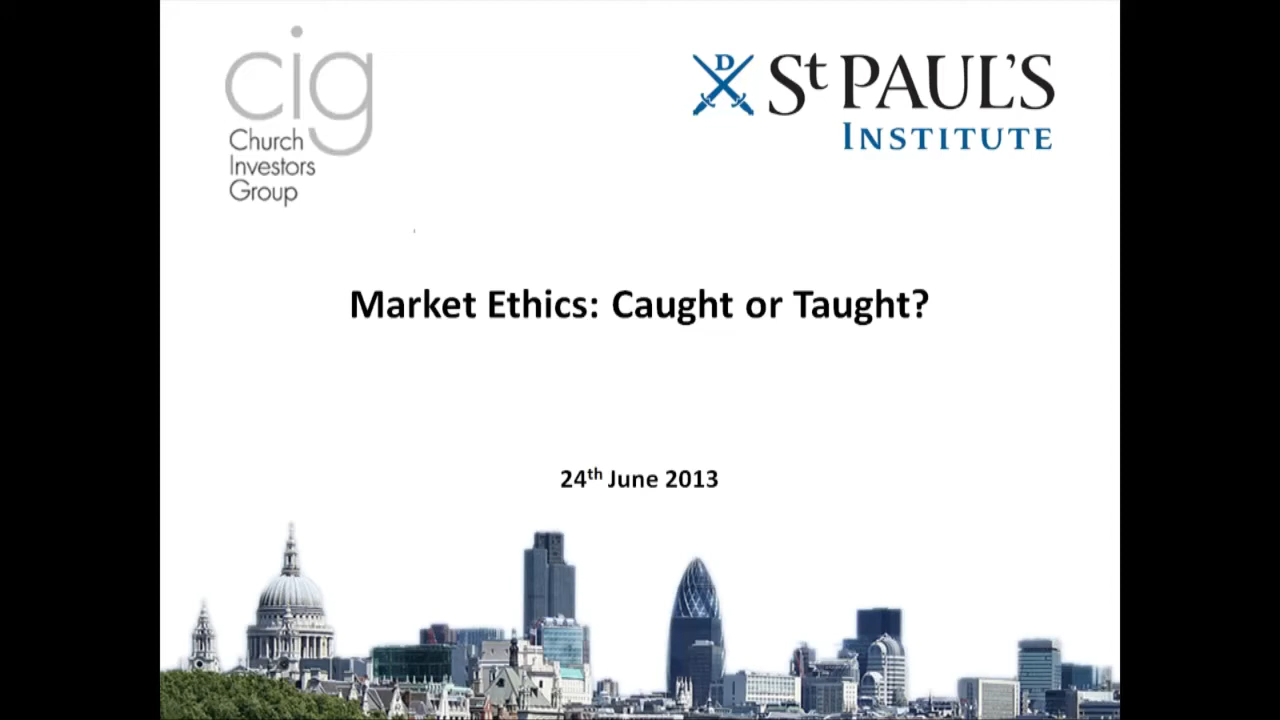 cig
Church
Investors
Group
D
St PAUL'S
INSTITUTE
Market Ethics: Caught or Taught?
24th June 2013